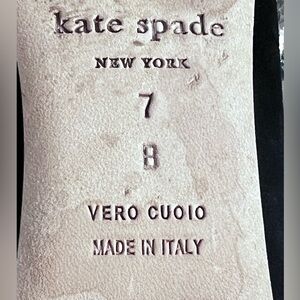 kate spade
NEW YORK
7
B
VERO CUOIO
MADE IN ITALY